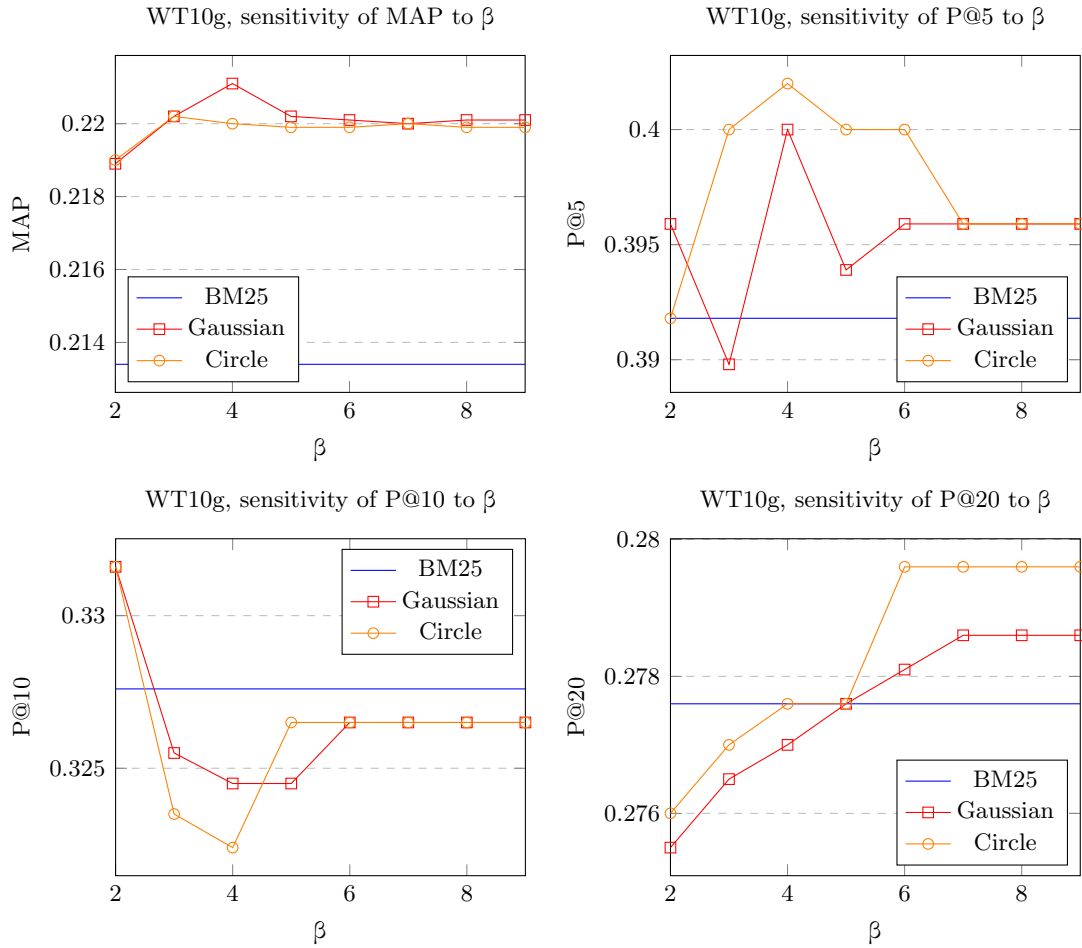 WT10g, sensitivity of MAP to β
0.22
0.218
0.216
0.214
MAP
BM25
Gaussian
Circle
2 4 6 8
β
WT10g, sensitivity of P@5 to β
0.4
0.395
0.39
P@5
BM25
Gaussian
Circle
2 4 6 8
β
WT10g, sensitivity of P@10 to β
0.33
0.325
P@10
BM25
Gaussian
Circle
2 4 6 8
β
WT10g, sensitivity of P@20 to β
0.28
0.278
0.276
P@20
BM25
Gaussian
Circle
2 4 6 8
β